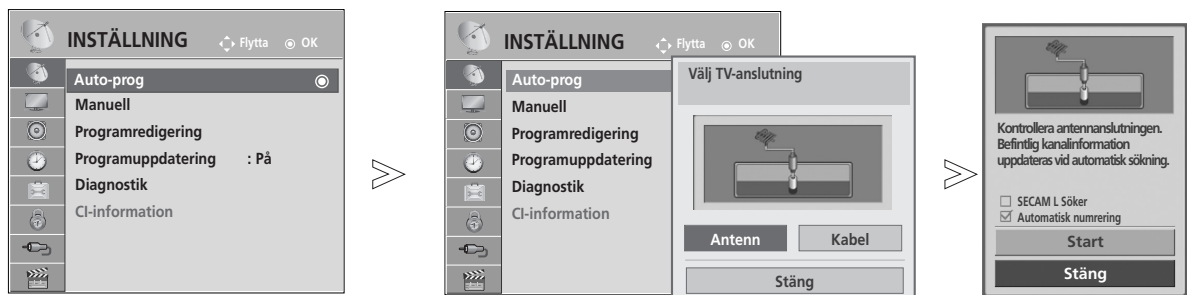 INSTÄLLNING Flytta OK
Auto-prog
Manuell
Programredigering
Programuppdatering : På
Diagnostik
CI-information
INSTÄLLNING Flytta OK
Auto-prog
Manuell
Programredigering
Programuppdatering
Diagnostik
CI-information
Välj TV-anslutning
Antenn Kabel
Stäng
Kontrollera antennanslutningen.
Befintlig kanalinformation
uppdateras vid automatisk sökning.
SECAM L Söker
Automatisk numrering
Start
Stäng